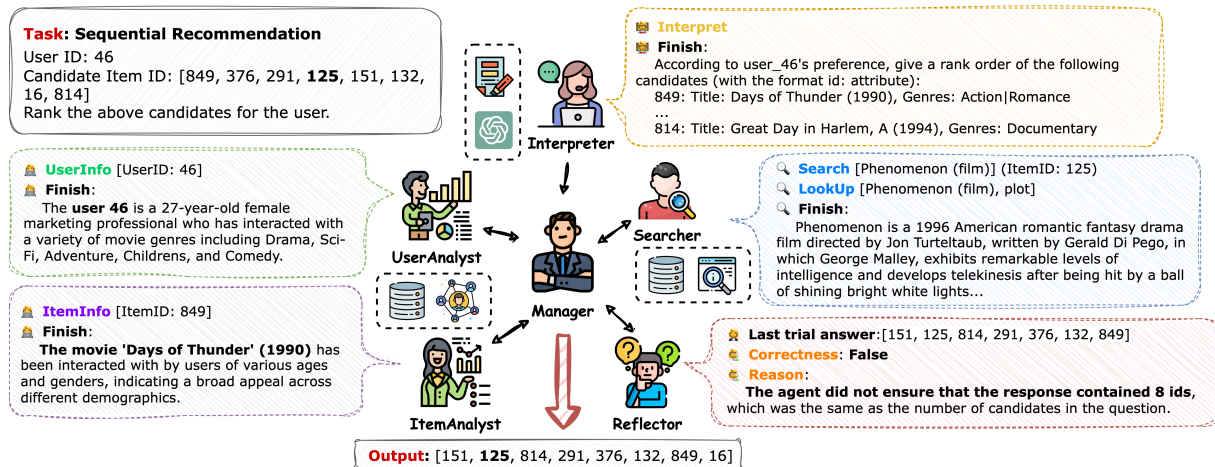 Task: Sequential Recommendation
User ID: 46
Candidate Item ID: [849, 376, 291, 125, 151, 132,
16, 814]
Rank the above candidates for the user.
Interpreter
Interpret
Finish:
According to user_46's preference, give a rank order of the following
candidates (with the format id: attribute):
849: Title: Days of Thunder (1990), Genres: Action|Romance
...
814: Title: Great Day in Harlem, A (1994), Genres: Documentary
UserInfo [UserID: 46]
Finish:
The user 46 is a 27-year-old female
marketing professional who has interacted with
a variety of movie genres including Drama, Sci-
Fi, Adventure, Childrens, and Comedy.
UserAnalyst
Searcher
Search [Phenomenon (film)] (ItemID: 125)
LookUp [Phenomenon (film), plot]
Finish:
Phenomenon is a 1996 American romantic fantasy drama
film directed by Jon Turteltaub, written by Gerald Di Pego, in
which George Malley, exhibits remarkable levels of
intelligence and develops telekinesis after being hit by a ball
of shining bright white lights...
Manager
ItemInfo [ItemID: 849]
Finish:
The movie 'Days of Thunder' (1990) has
been interacted with by users of various ages
and genders, indicating a broad appeal across
different demographics.
ItemAnalyst
Reflector
Last trial answer:[151, 125, 814, 291, 376, 132, 849]
Correctness: False
Reason:
The agent did not ensure that the response contained 8 ids,
which was the same as the number of candidates in the question.
Output: [151, 125, 814, 291, 376, 132, 849, 16]